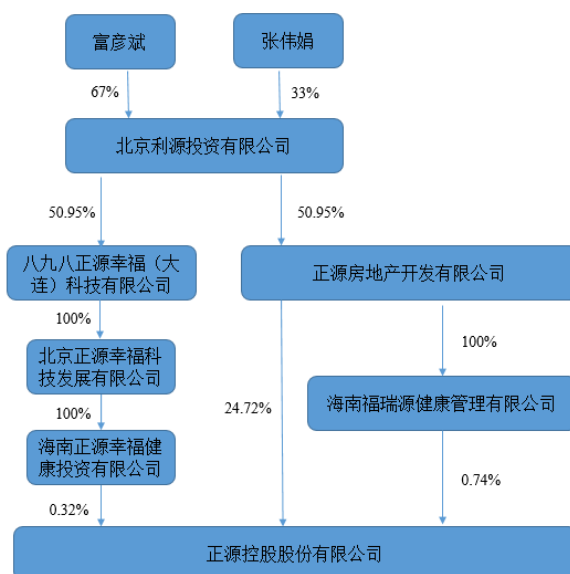 富彦斌
张伟娟
67%
33%
北京利源投资有限公司
50.95%
50.95%
八九八正源幸福（大
连）科技有限公司
正源房地产开发有限公司
100%
100%
北京正源幸福科
技发展有限公司
24.72%
海南福瑞源健康管理有限公司
100%
海南正源幸福健
康投资有限公司
0.74%
0.32%
正源控股股份有限公司